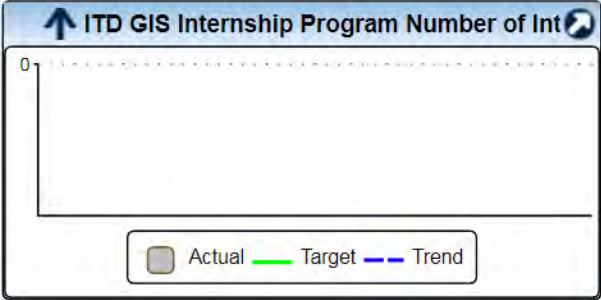 ITD GIS Internship Program Number of Int
0
Actual Target Trend